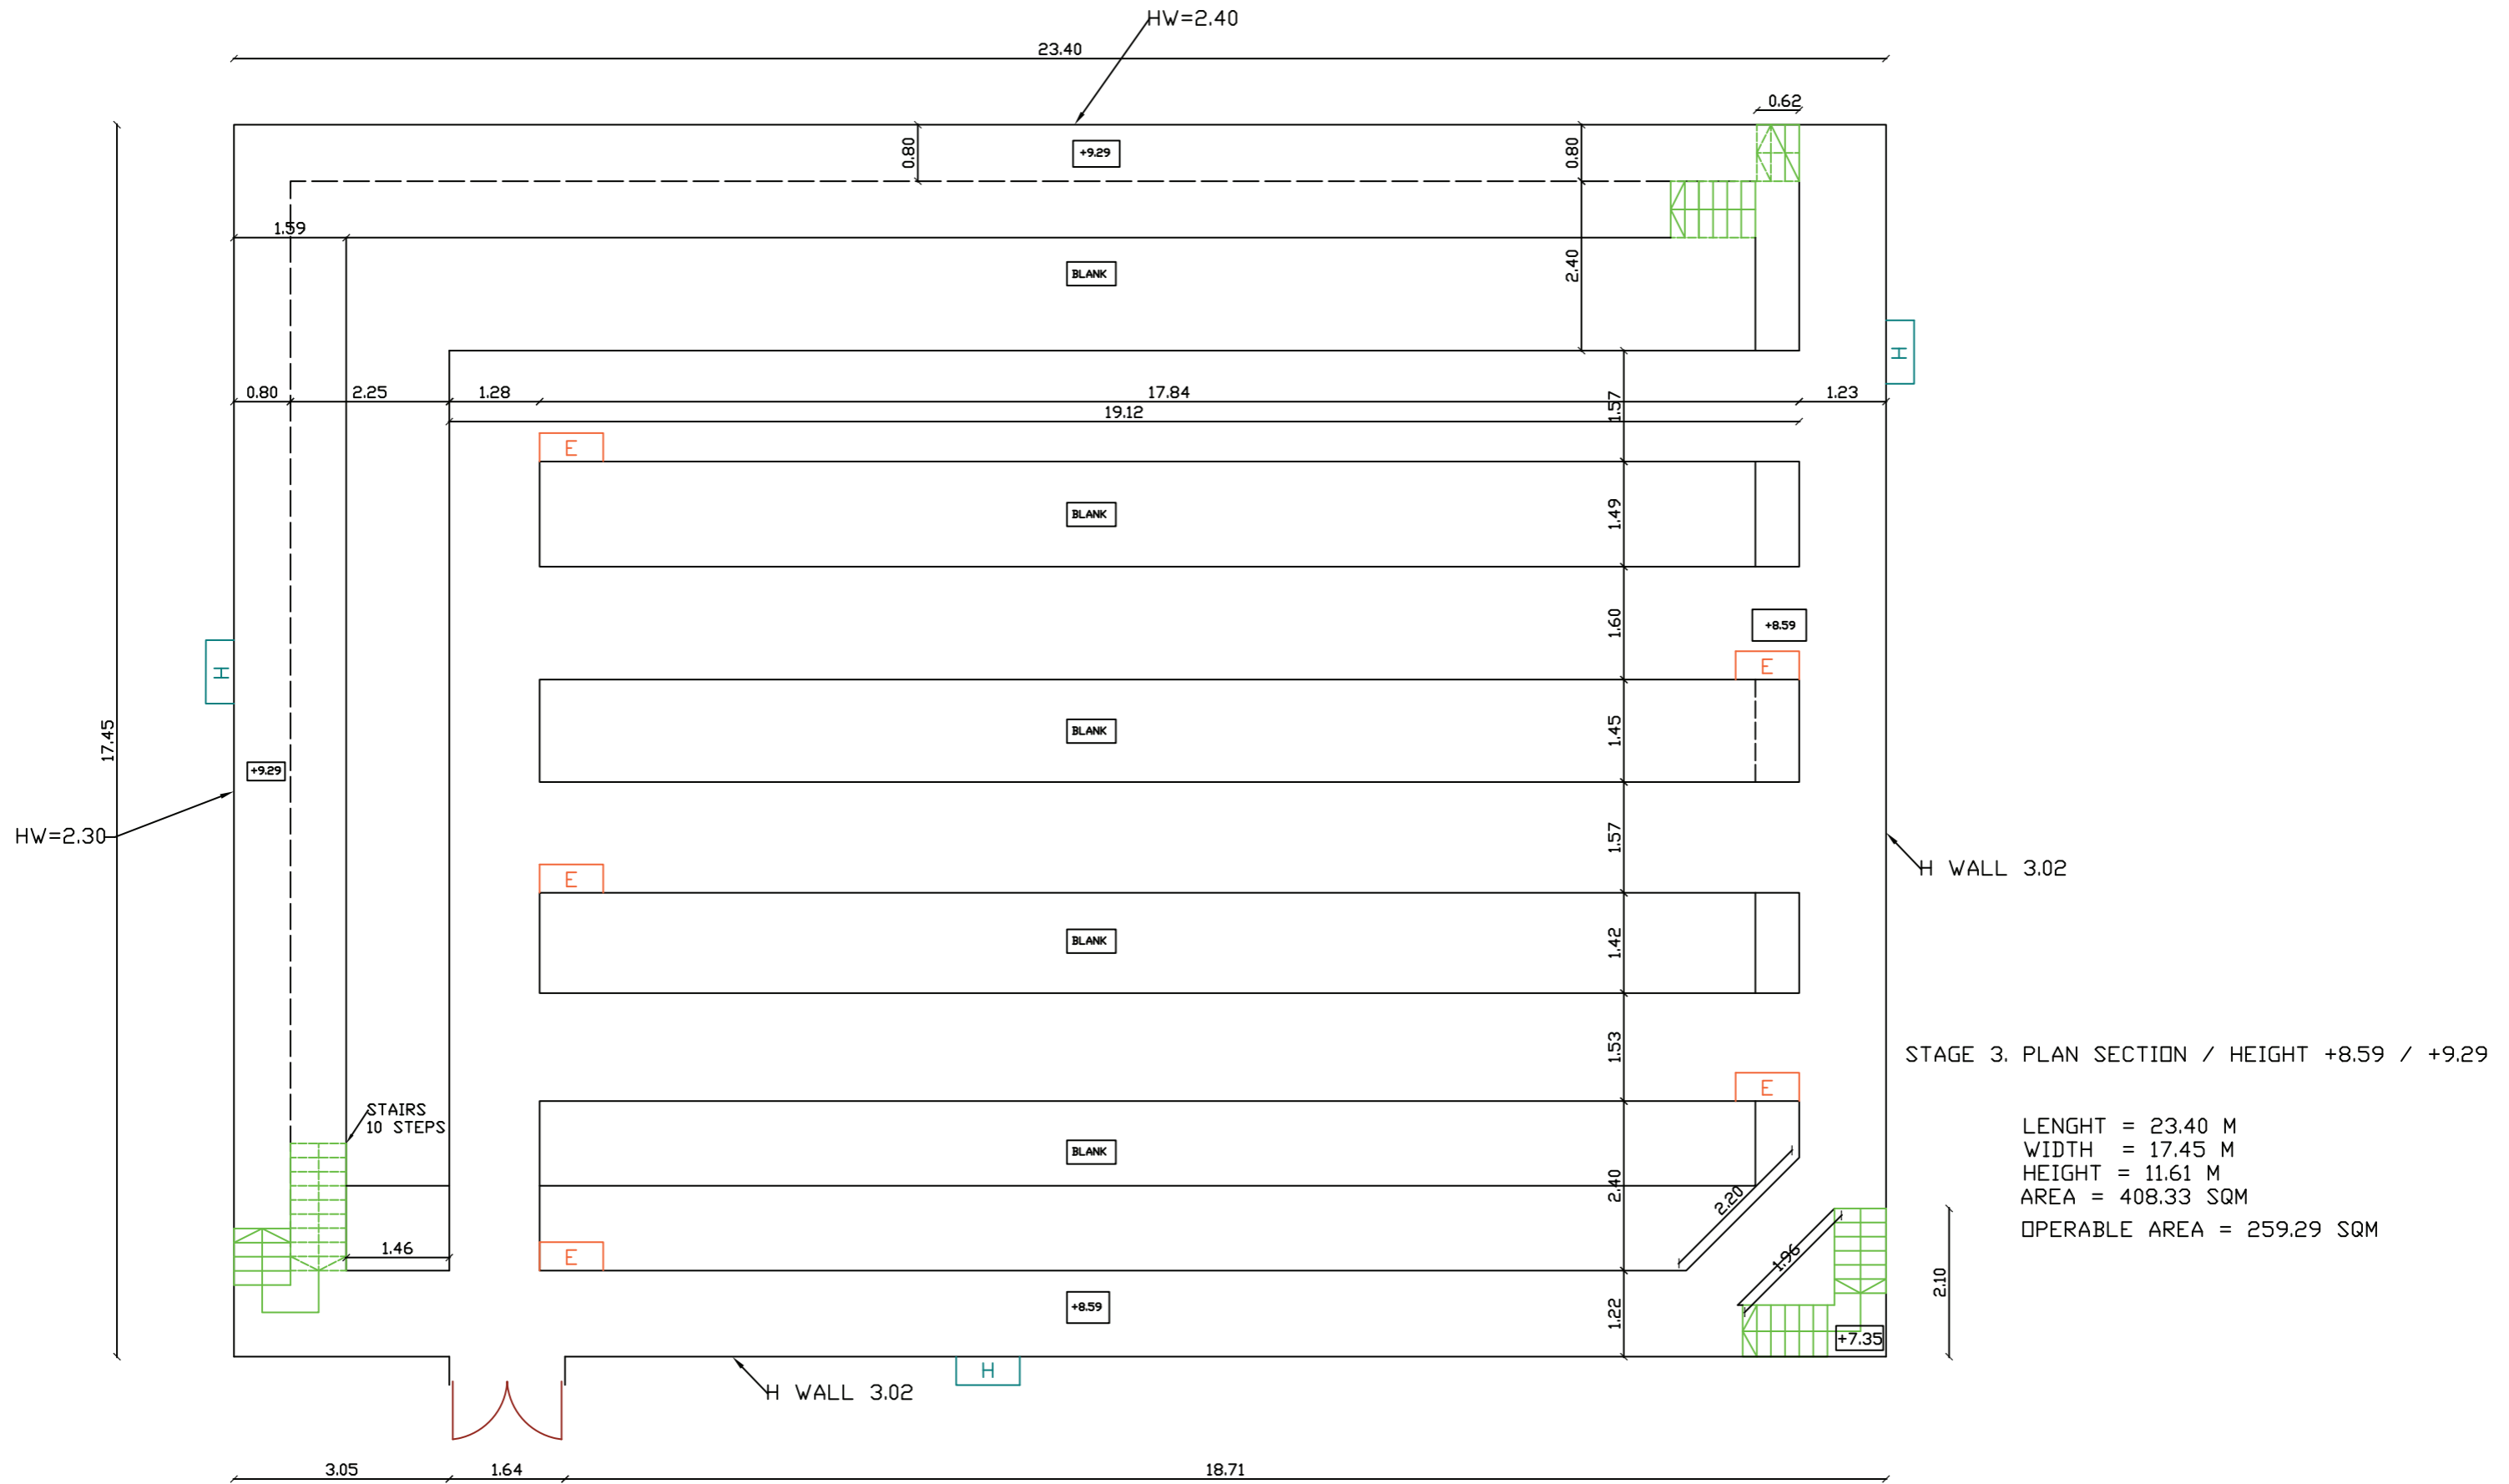 HW=2.40
23.40
0.62
0.80
+9.29
0.80
1.59
2.40
BLANK
H
0.80
2.25
1.28
17.84
1.23
1.57
19.12
E
1.49
BLANK
1.60
+8.59
E
H
1.45
BLANK
17.45
+9.29
HW=2.30
1.57
H WALL 3.02
E
1.42
BLANK
1.53
STAGE 3. PLAN SECTION / HEIGHT +8.59 / +9.29
E
STAIRS
10 STEPS
LENGHT = 23.40 M
WIDTH = 17.45 M
HEIGHT = 11.61 M
AREA = 408.33 SQM
OPERABLE AREA = 259.29 SQM
BLANK
2.40
2.20
1.46
E
1.96
2.10
+8.59
1.22
+7.35
H
H WALL 3.02
3.05
1.64
18.71